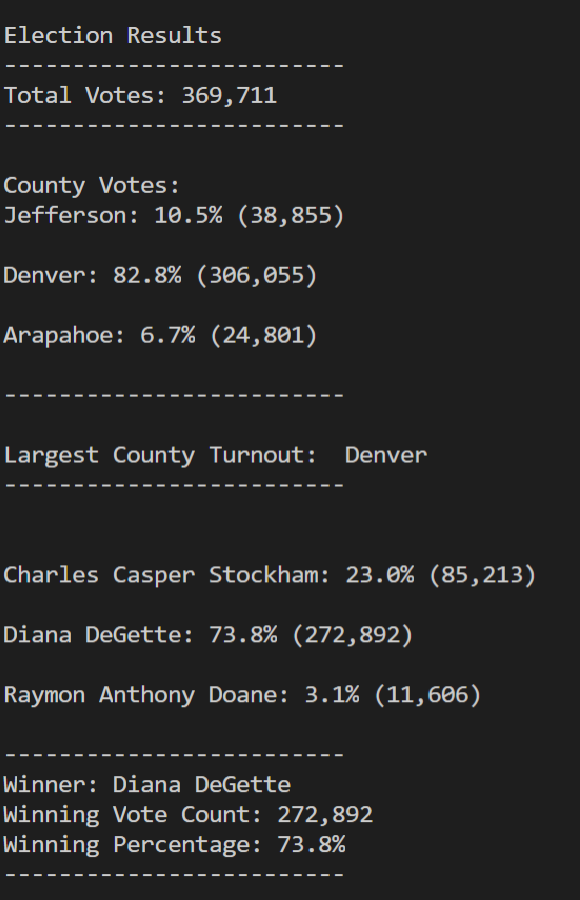 Election Results
-------------------------
Total Votes: 369,711
-------------------------
County Votes:
Jefferson: 10.5% (38,855)
Denver: 82.8% (306,055)
Arapahoe: 6.7% (24,801)
-------------------------
Largest County Turnout:  Denver
-------------------------
Charles Casper Stockham: 23.0% (85,213)
Diana DeGette: 73.8% (272,892)
Raymon Anthony Doane: 3.1% (11,606)
-------------------------
Winner: Diana DeGette
Winning Vote Count: 272,892
Winning Percentage: 73.8%
-------------------------